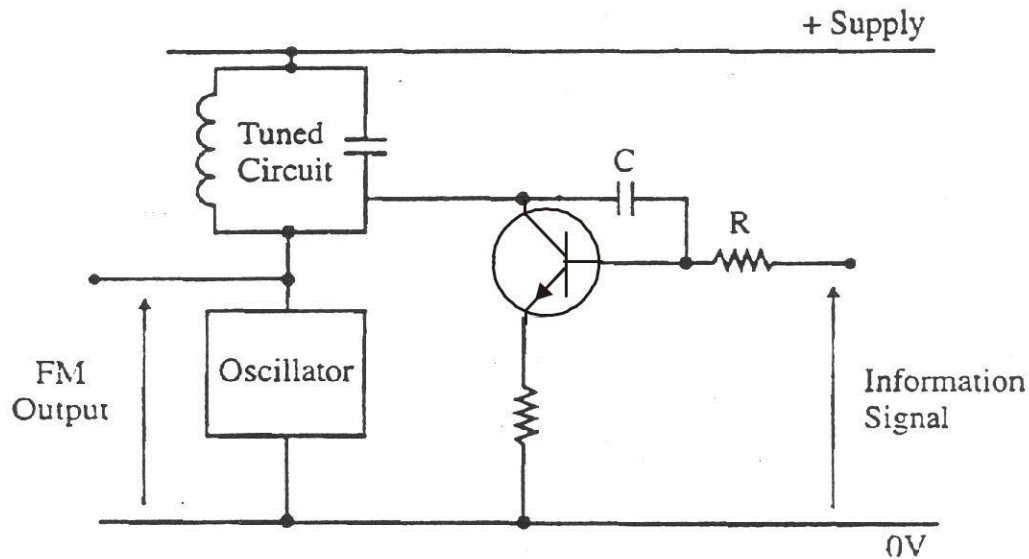 + Supply
Tuned
Circuit
C
R
FM
Output
Oscillator
Information
Signal
0V